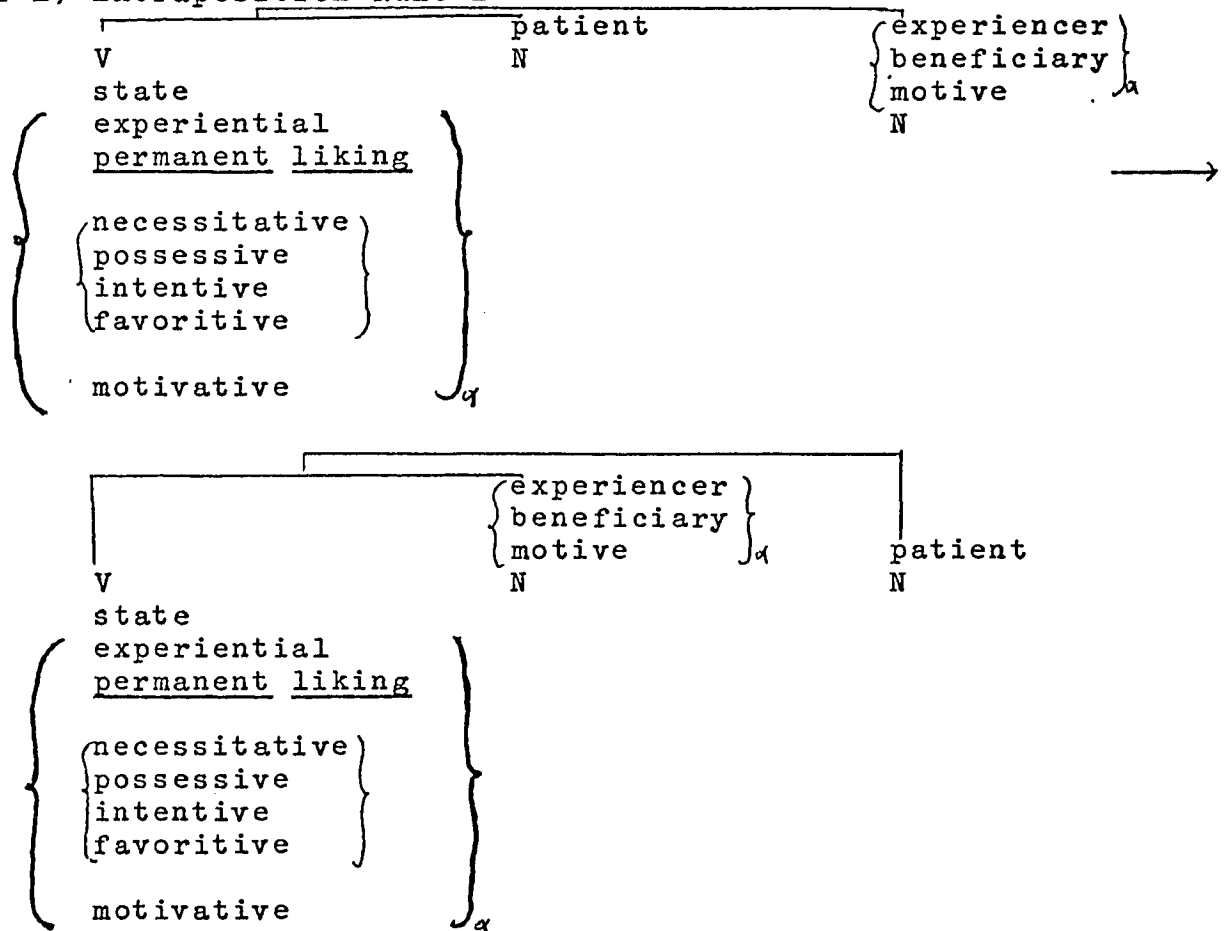 patient experiencer
V N beneficiary
state motive α
experiential N
permanent liking
⟶
necessitative
possessive
intentive
favoritive
motivative α
experiencer
beneficiary
motive α patient
V N N
state
experiential
permanent liking
necessitative
possessive
intentive
favoritive
motivative α